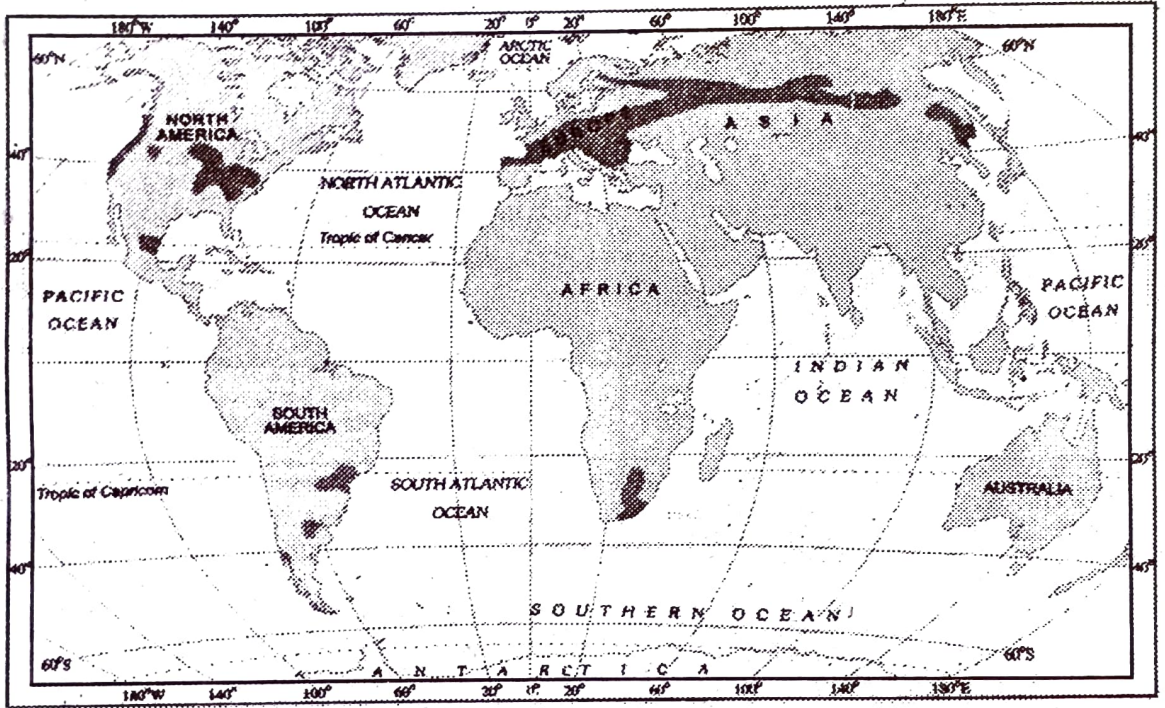 180°W 140° 100° 60° 20° 0° 20° 60° 100° 140° 180°E
60°N
ARCTIC
OCEAN
60°N
NORTH
AMERICA
EUROPE
ASIA
40°
40°
NORTH ATLANTIC
OCEAN
Tropic of Cancer
20°
20°
AFRICA
PACIFIC
OCEAN
PACIFIC
OCEAN
INDIAN
OCEAN
SOUTH
AMERICA
20°
20°
Tropic of Capricorn
SOUTH ATLANTIC
OCEAN
AUSTRALIA
40°
40°
SOUTHERN OCEAN
60°S
60°S
ANTARCTICA
180°W 140° 100° 60° 20° 0° 20° 60° 100° 140° 180°E